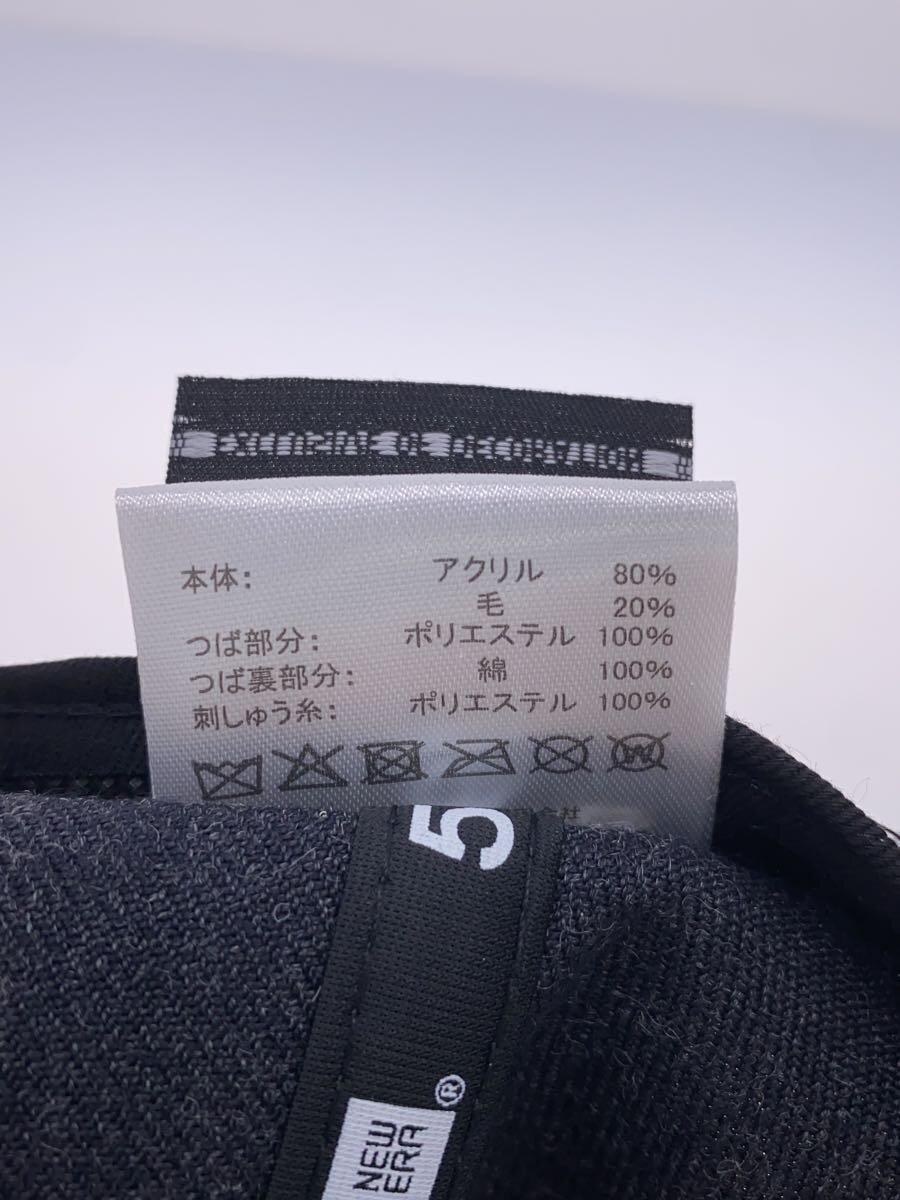 本体: アクリル 80%
毛 20%
つば部分: ポリエステル 100%
つば裏部分: 綿 100%
刺しゅう糸: ポリエステル 100%
W
5
NEW
ERA®